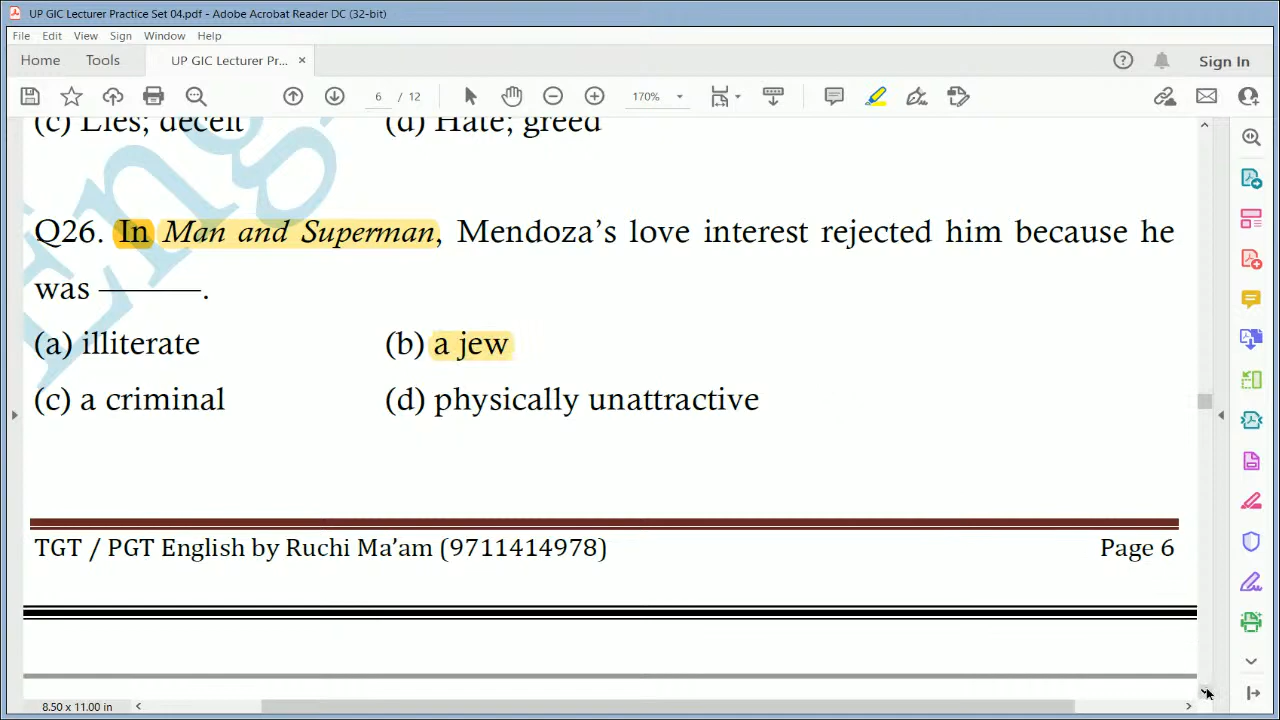 UP GIC Lecturer Practice Set 04.pdf - Adobe Acrobat Reader DC (32-bit)
File Edit View Sign Window Help
Home Tools UP GIC Lecturer Pr... × Sign In
6 / 12 170%
(c) Lies; deceit (d) Hate; greed
Q26. In Man and Superman, Mendoza’s love interest rejected him because he
was ———.
(a) illiterate (b) a jew
(c) a criminal (d) physically unattractive
TGT / PGT English by Ruchi Ma’am (9711414978) Page 6
8.50 x 11.00 in
Eng